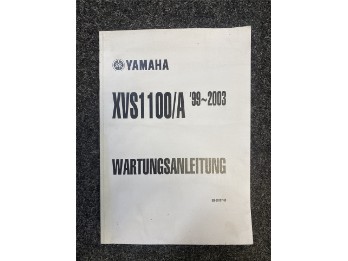 YAMAHA
XVS1100/A '99~2003
WARTUNGSANLEITUNG